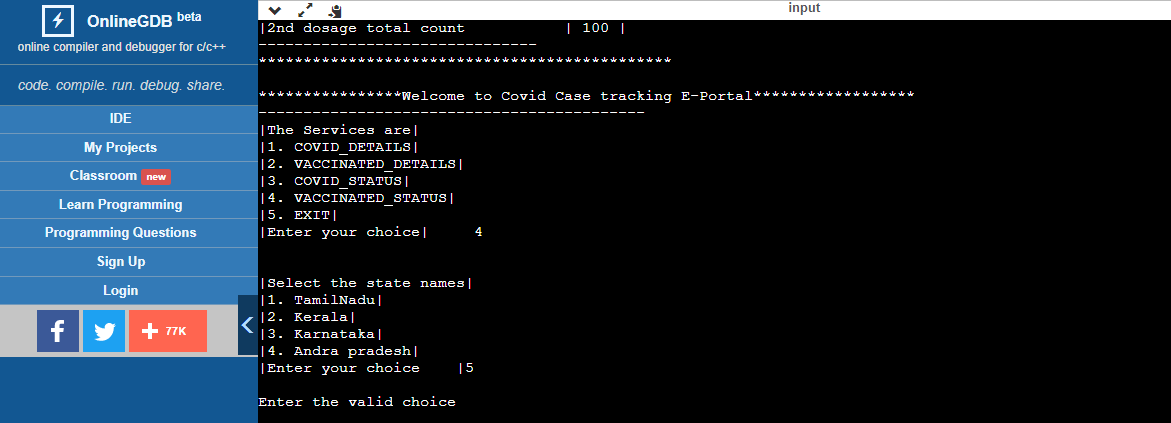 OnlineGDB beta
online compiler and debugger for c/c++
code. compile. run. debug. share.
IDE
My Projects
Classroom new
Learn Programming
Programming Questions
Sign Up
Login
f
+ 77K
<
input
|2nd dosage total count | 100 |
-------------------------------
**********************************************
****************Welcome to Covid Case tracking E-Portal******************
-------------------------------------------
|The Services are|
|1. COVID_DETAILS|
|2. VACCINATED_DETAILS|
|3. COVID_STATUS|
|4. VACCINATED_STATUS|
|5. EXIT|
|Enter your choice| 4
|Select the state names|
|1. TamilNadu|
|2. Kerala|
|3. Karnataka|
|4. Andra pradesh|
|Enter your choice |5
Enter the valid choice